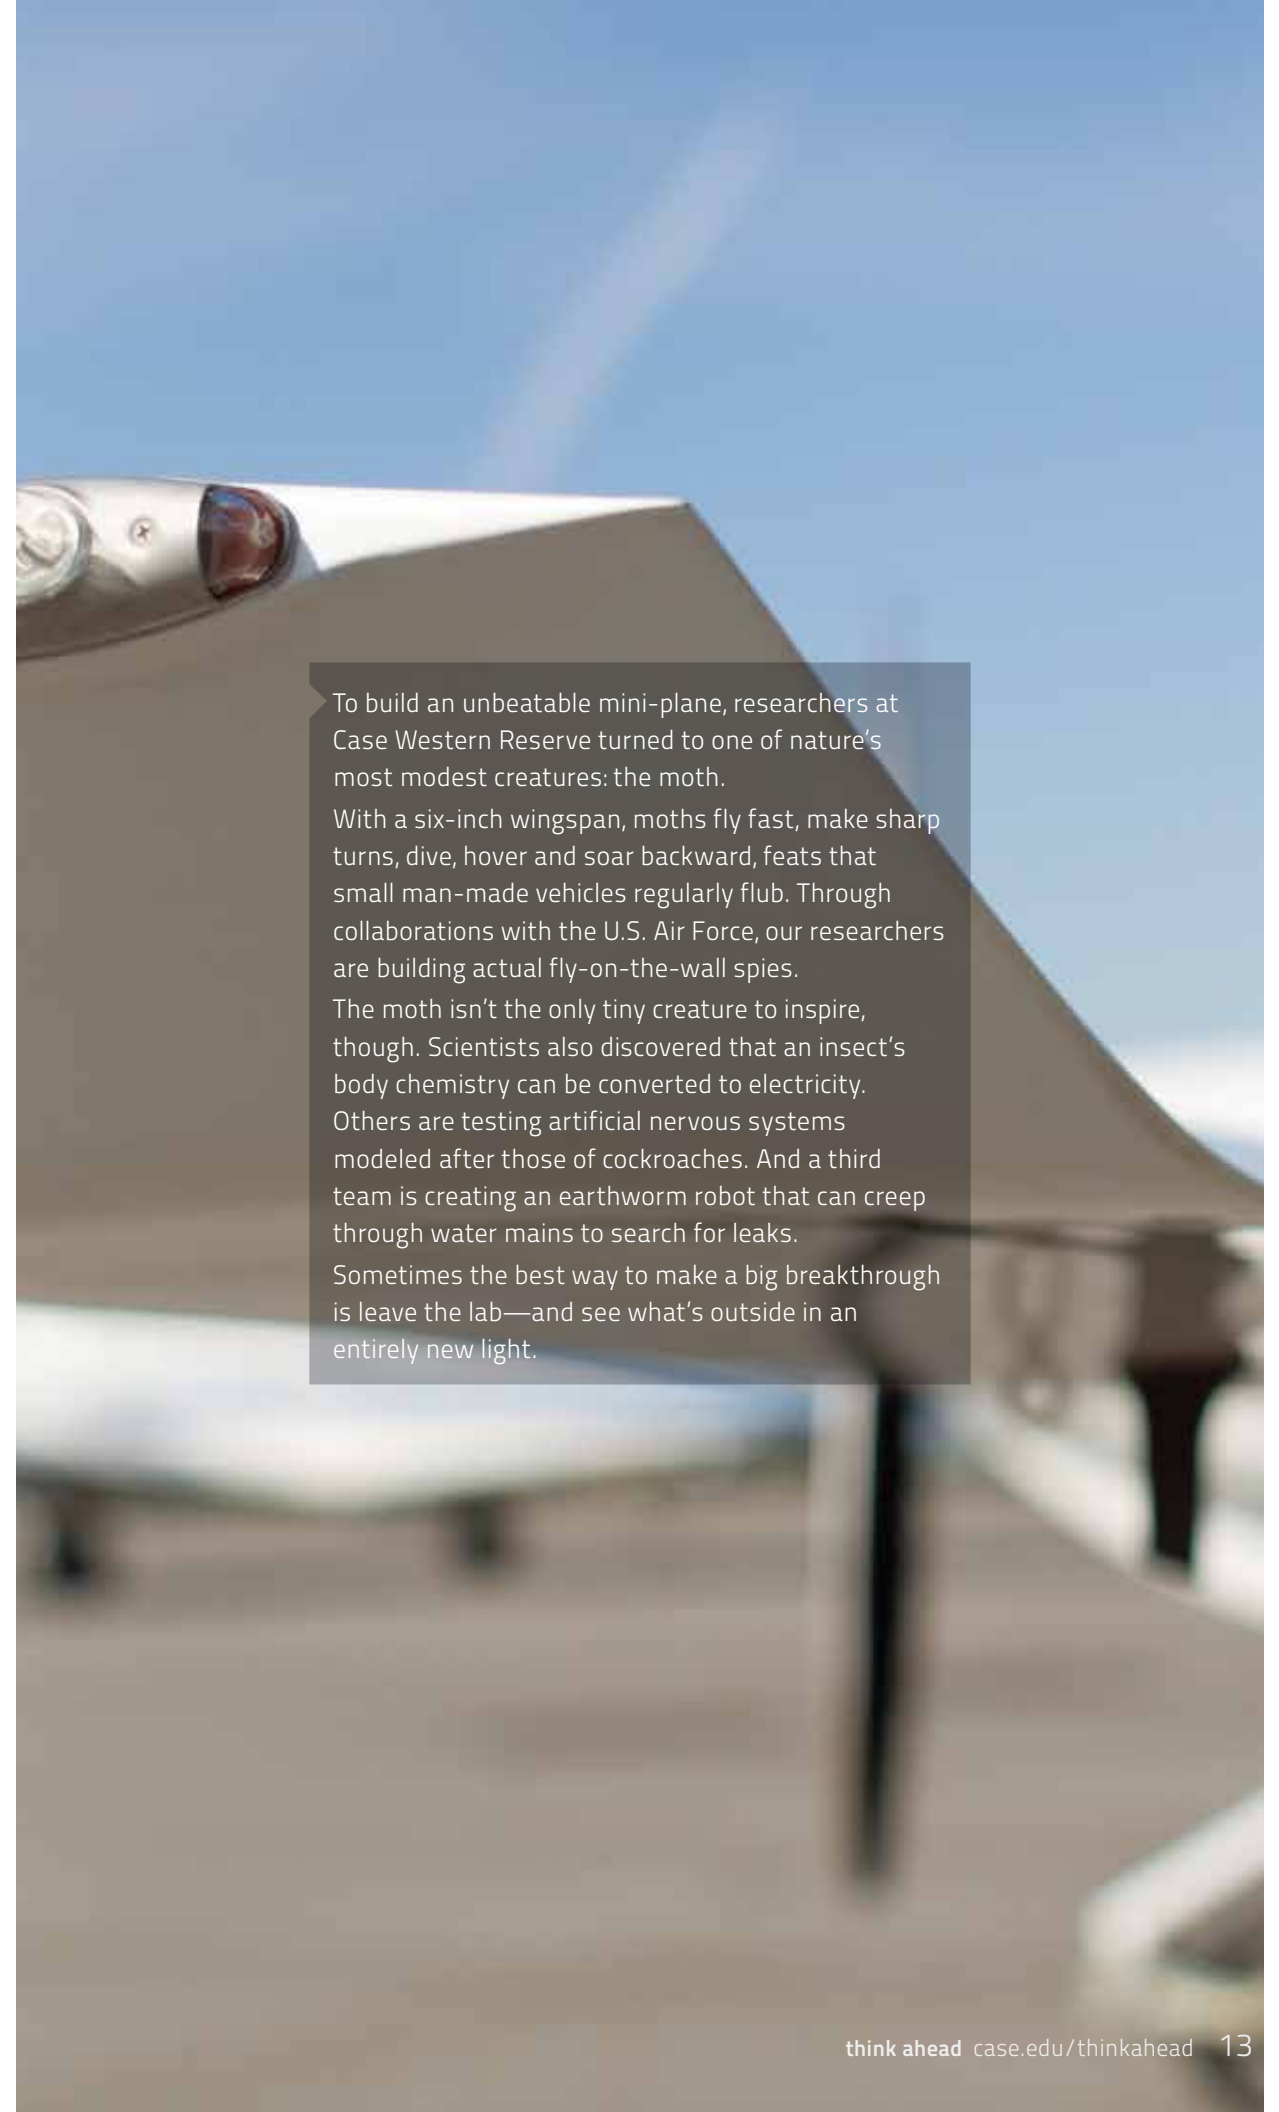 To build an unbeatable mini-plane, researchers at
Case Western Reserve turned to one of nature's
most modest creatures: the moth.
With a six-inch wingspan, moths fly fast, make sharp
turns, dive, hover and soar backward, feats that
small man-made vehicles regularly flub. Through
collaborations with the U.S. Air Force, our researchers
are building actual fly-on-the-wall spies.
The moth isn't the only tiny creature to inspire,
though. Scientists also discovered that an insect's
body chemistry can be converted to electricity.
Others are testing artificial nervous systems
modeled after those of cockroaches. And a third
team is creating an earthworm robot that can creep
through water mains to search for leaks.
Sometimes the best way to make a big breakthrough
is leave the lab—and see what's outside in an
entirely new light.
think ahead case.edu/thinkahead 13